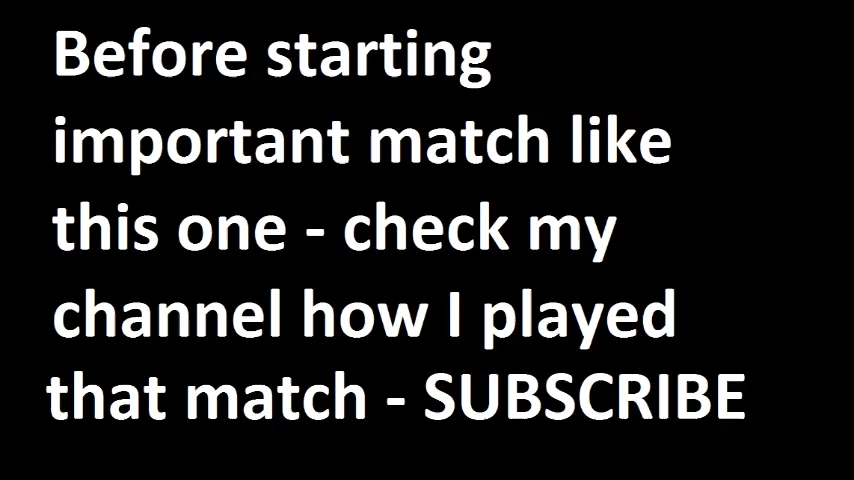 Before starting
important match like
this one - check my
channel how I played
that match - SUBSCRIBE